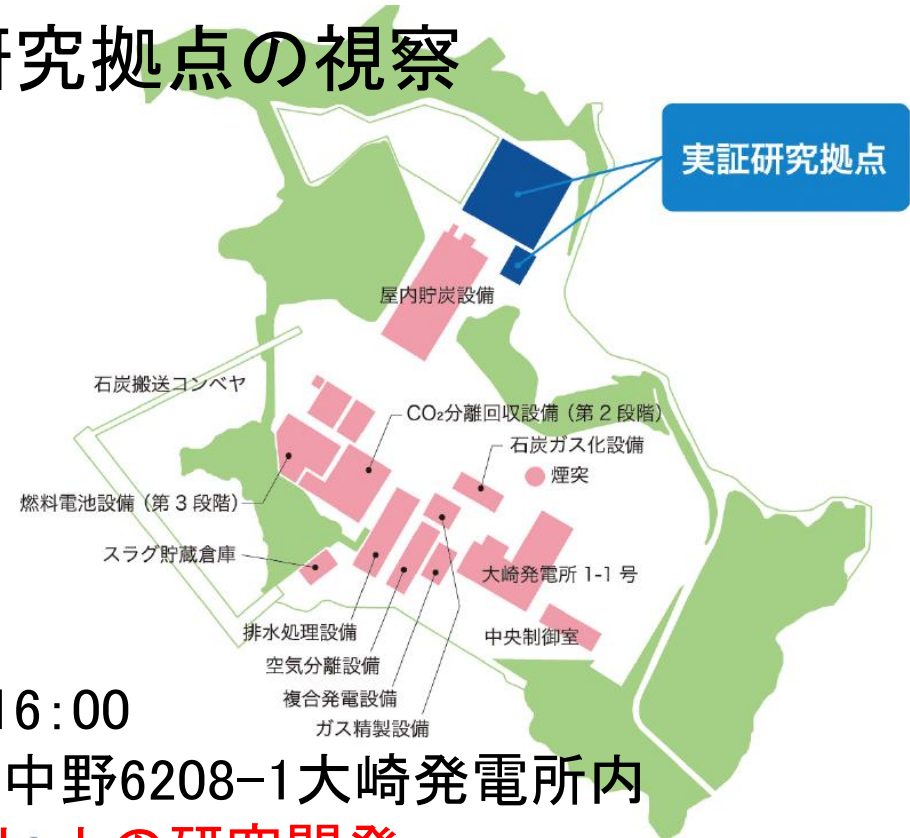 究拠点の視察
実証研究拠点
屋内貯炭設備
石炭搬送コンベヤ
CO₂分離回収設備（第2段階）
石炭ガス化設備
煙突
燃料電池設備（第3段階）
スラグ貯蔵倉庫
大崎発電所 1-1 号
排水処理設備
中央制御室
空気分離設備
複合発電設備
ガス精製設備
16:00
中野6208-1大崎発電所内
の研究開発